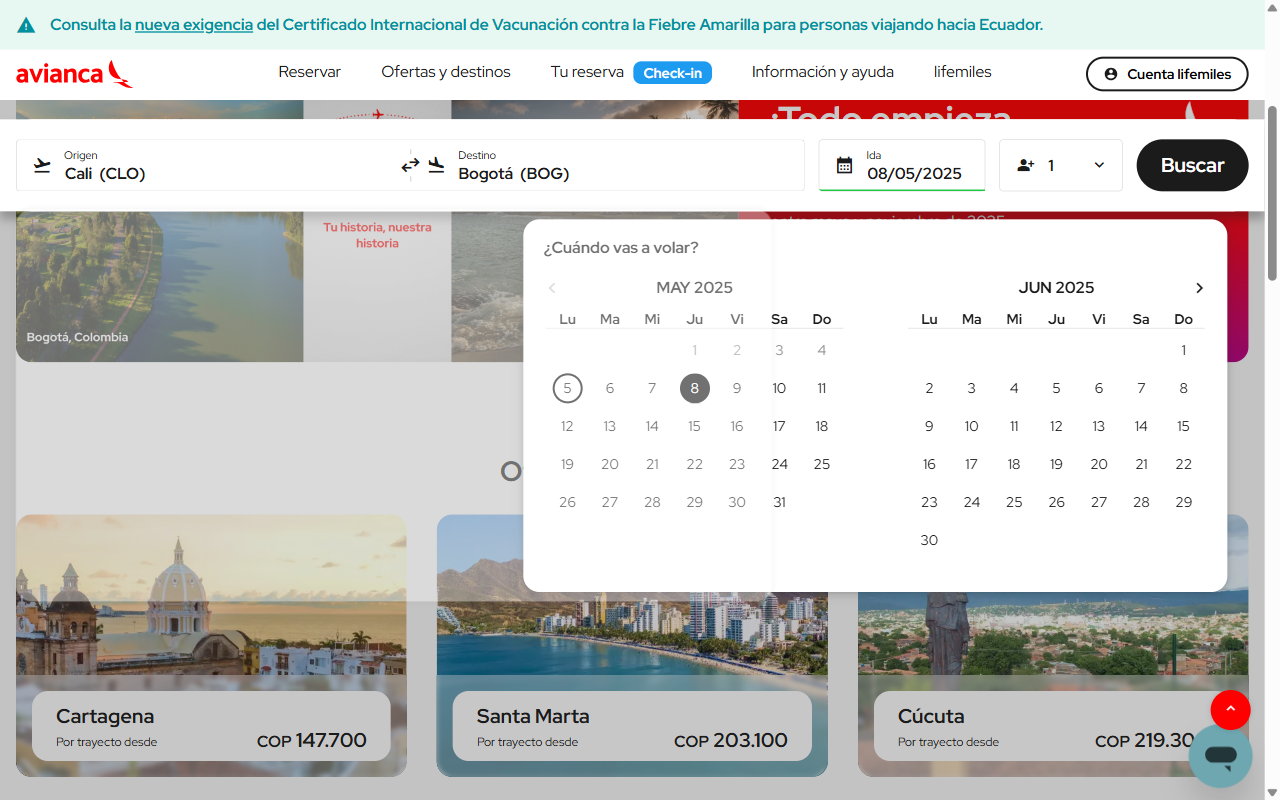 Consulta la nueva exigencia del Certificado Internacional de Vacunación contra la Fiebre Amarilla para personas viajando hacia Ecuador.
avianca
Reservar
Ofertas y destinos
Tu reserva
Check-in
Información y ayuda
lifemiles
Cuenta lifemiles
¡Todo empieza
Origen
Cali (CLO)
Destino
Bogotá (BOG)
Ida
08/05/2025
1
Buscar
Tu historia, nuestra
historia
Bogotá, Colombia
¿Cuándo vas a volar?
MAY 2025
Lu Ma Mi Ju Vi Sa Do
1 2 3 4
5 6 7 8 9 10 11
12 13 14 15 16 17 18
19 20 21 22 23 24 25
26 27 28 29 30 31
JUN 2025
Lu Ma Mi Ju Vi Sa Do
1
2 3 4 5 6 7 8
9 10 11 12 13 14 15
16 17 18 19 20 21 22
23 24 25 26 27 28 29
30
O
Cartagena
Por trayecto desde
COP 147.700
Santa Marta
Por trayecto desde
COP 203.100
Cúcuta
Por trayecto desde
COP 219.30